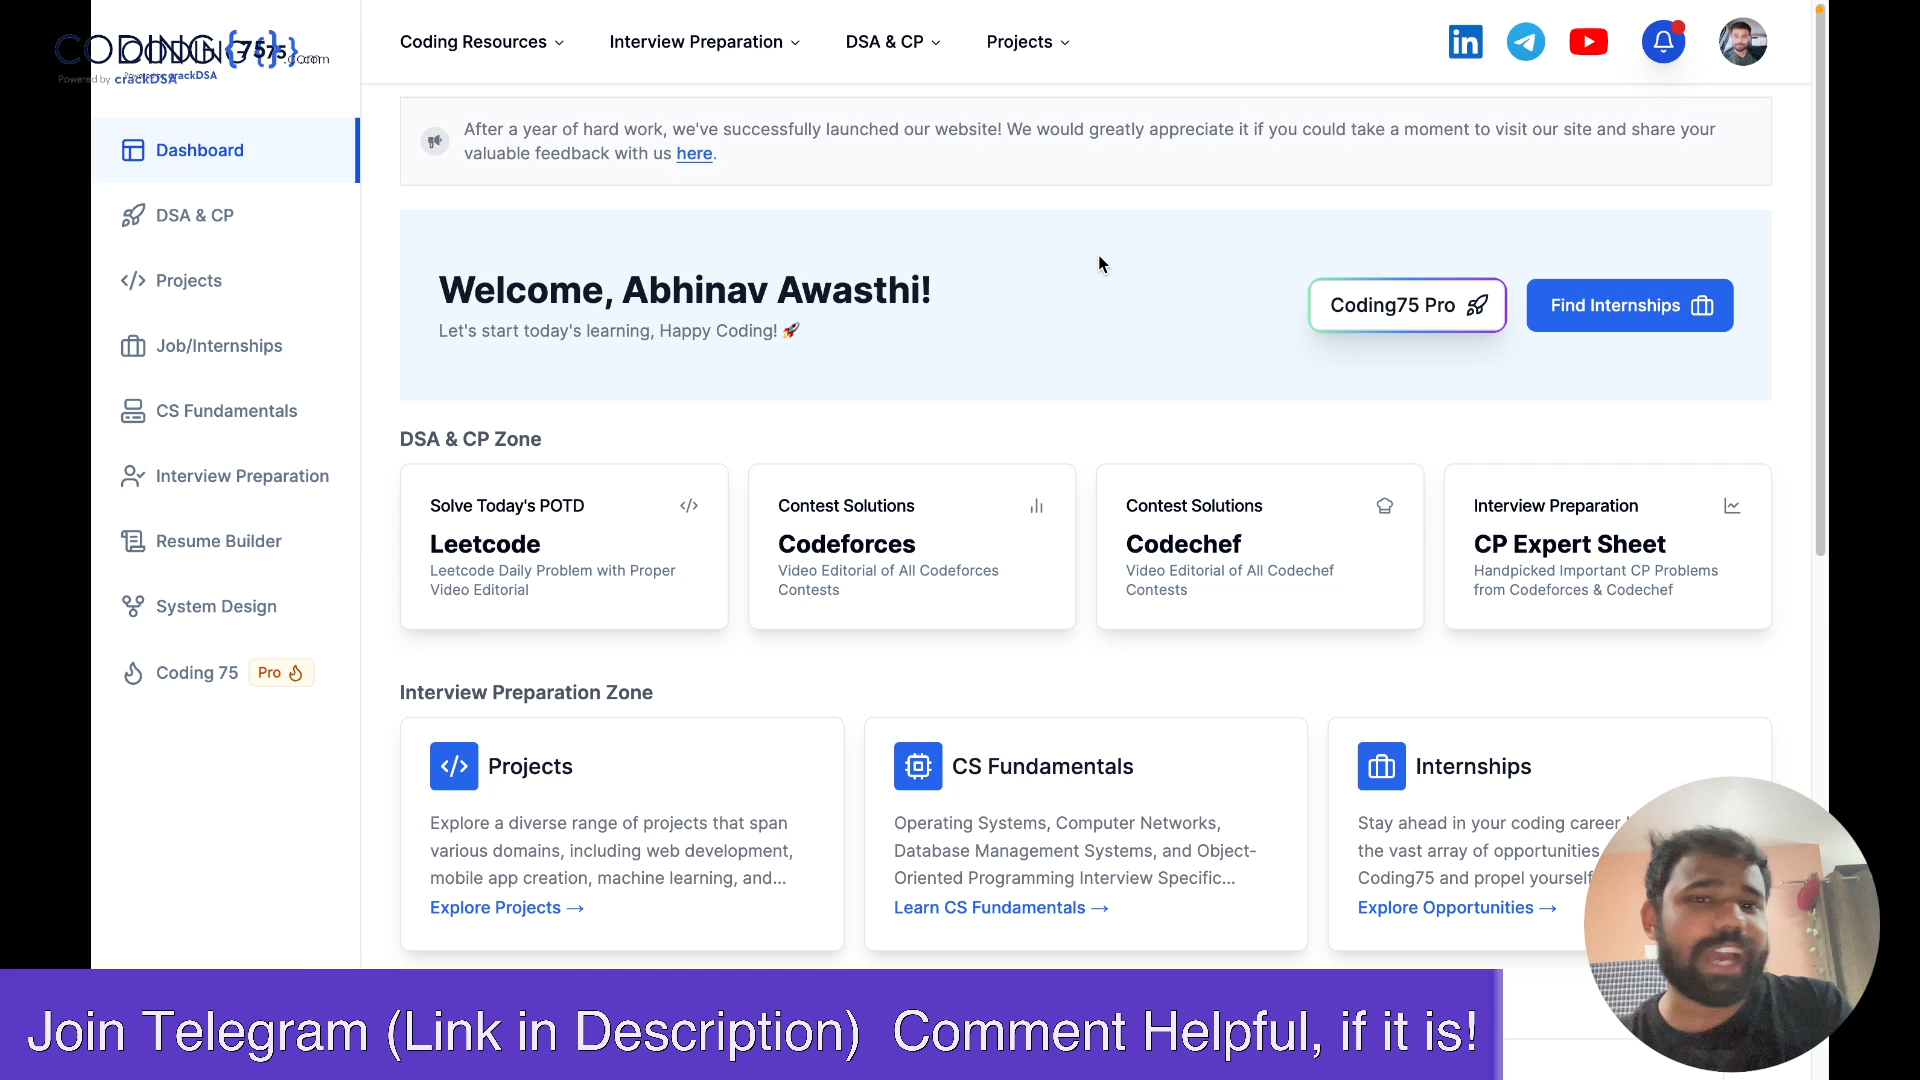 CODING {75}
.com
Powered by crackDSA
Coding Resources
Interview Preparation
DSA & CP
Projects
Dashboard
DSA & CP
Projects
Job/Internships
CS Fundamentals
Interview Preparation
Resume Builder
System Design
Coding 75 Pro
After a year of hard work, we've successfully launched our website! We would greatly appreciate it if you could take a moment to visit our site and share your
valuable feedback with us here.
Welcome, Abhinav Awasthi!
Let's start today's learning, Happy Coding! 🚀
Coding75 Pro
Find Internships
DSA & CP Zone
Solve Today's POTD
Leetcode
Leetcode Daily Problem with Proper
Video Editorial
Contest Solutions
Codeforces
Video Editorial of All Codeforces
Contests
Contest Solutions
Codechef
Video Editorial of All Codechef
Contests
Interview Preparation
CP Expert Sheet
Handpicked Important CP Problems
from Codeforces & Codechef
Interview Preparation Zone
Projects
Explore a diverse range of projects that span
various domains, including web development,
mobile app creation, machine learning, and...
Explore Projects →
CS Fundamentals
Operating Systems, Computer Networks,
Database Management Systems, and Object-
Oriented Programming Interview Specific...
Learn CS Fundamentals →
Internships
Stay ahead in your coding career
the vast array of opportunities
Coding75 and propel yourself
Explore Opportunities →
Join Telegram (Link in Description) Comment Helpful, if it is!